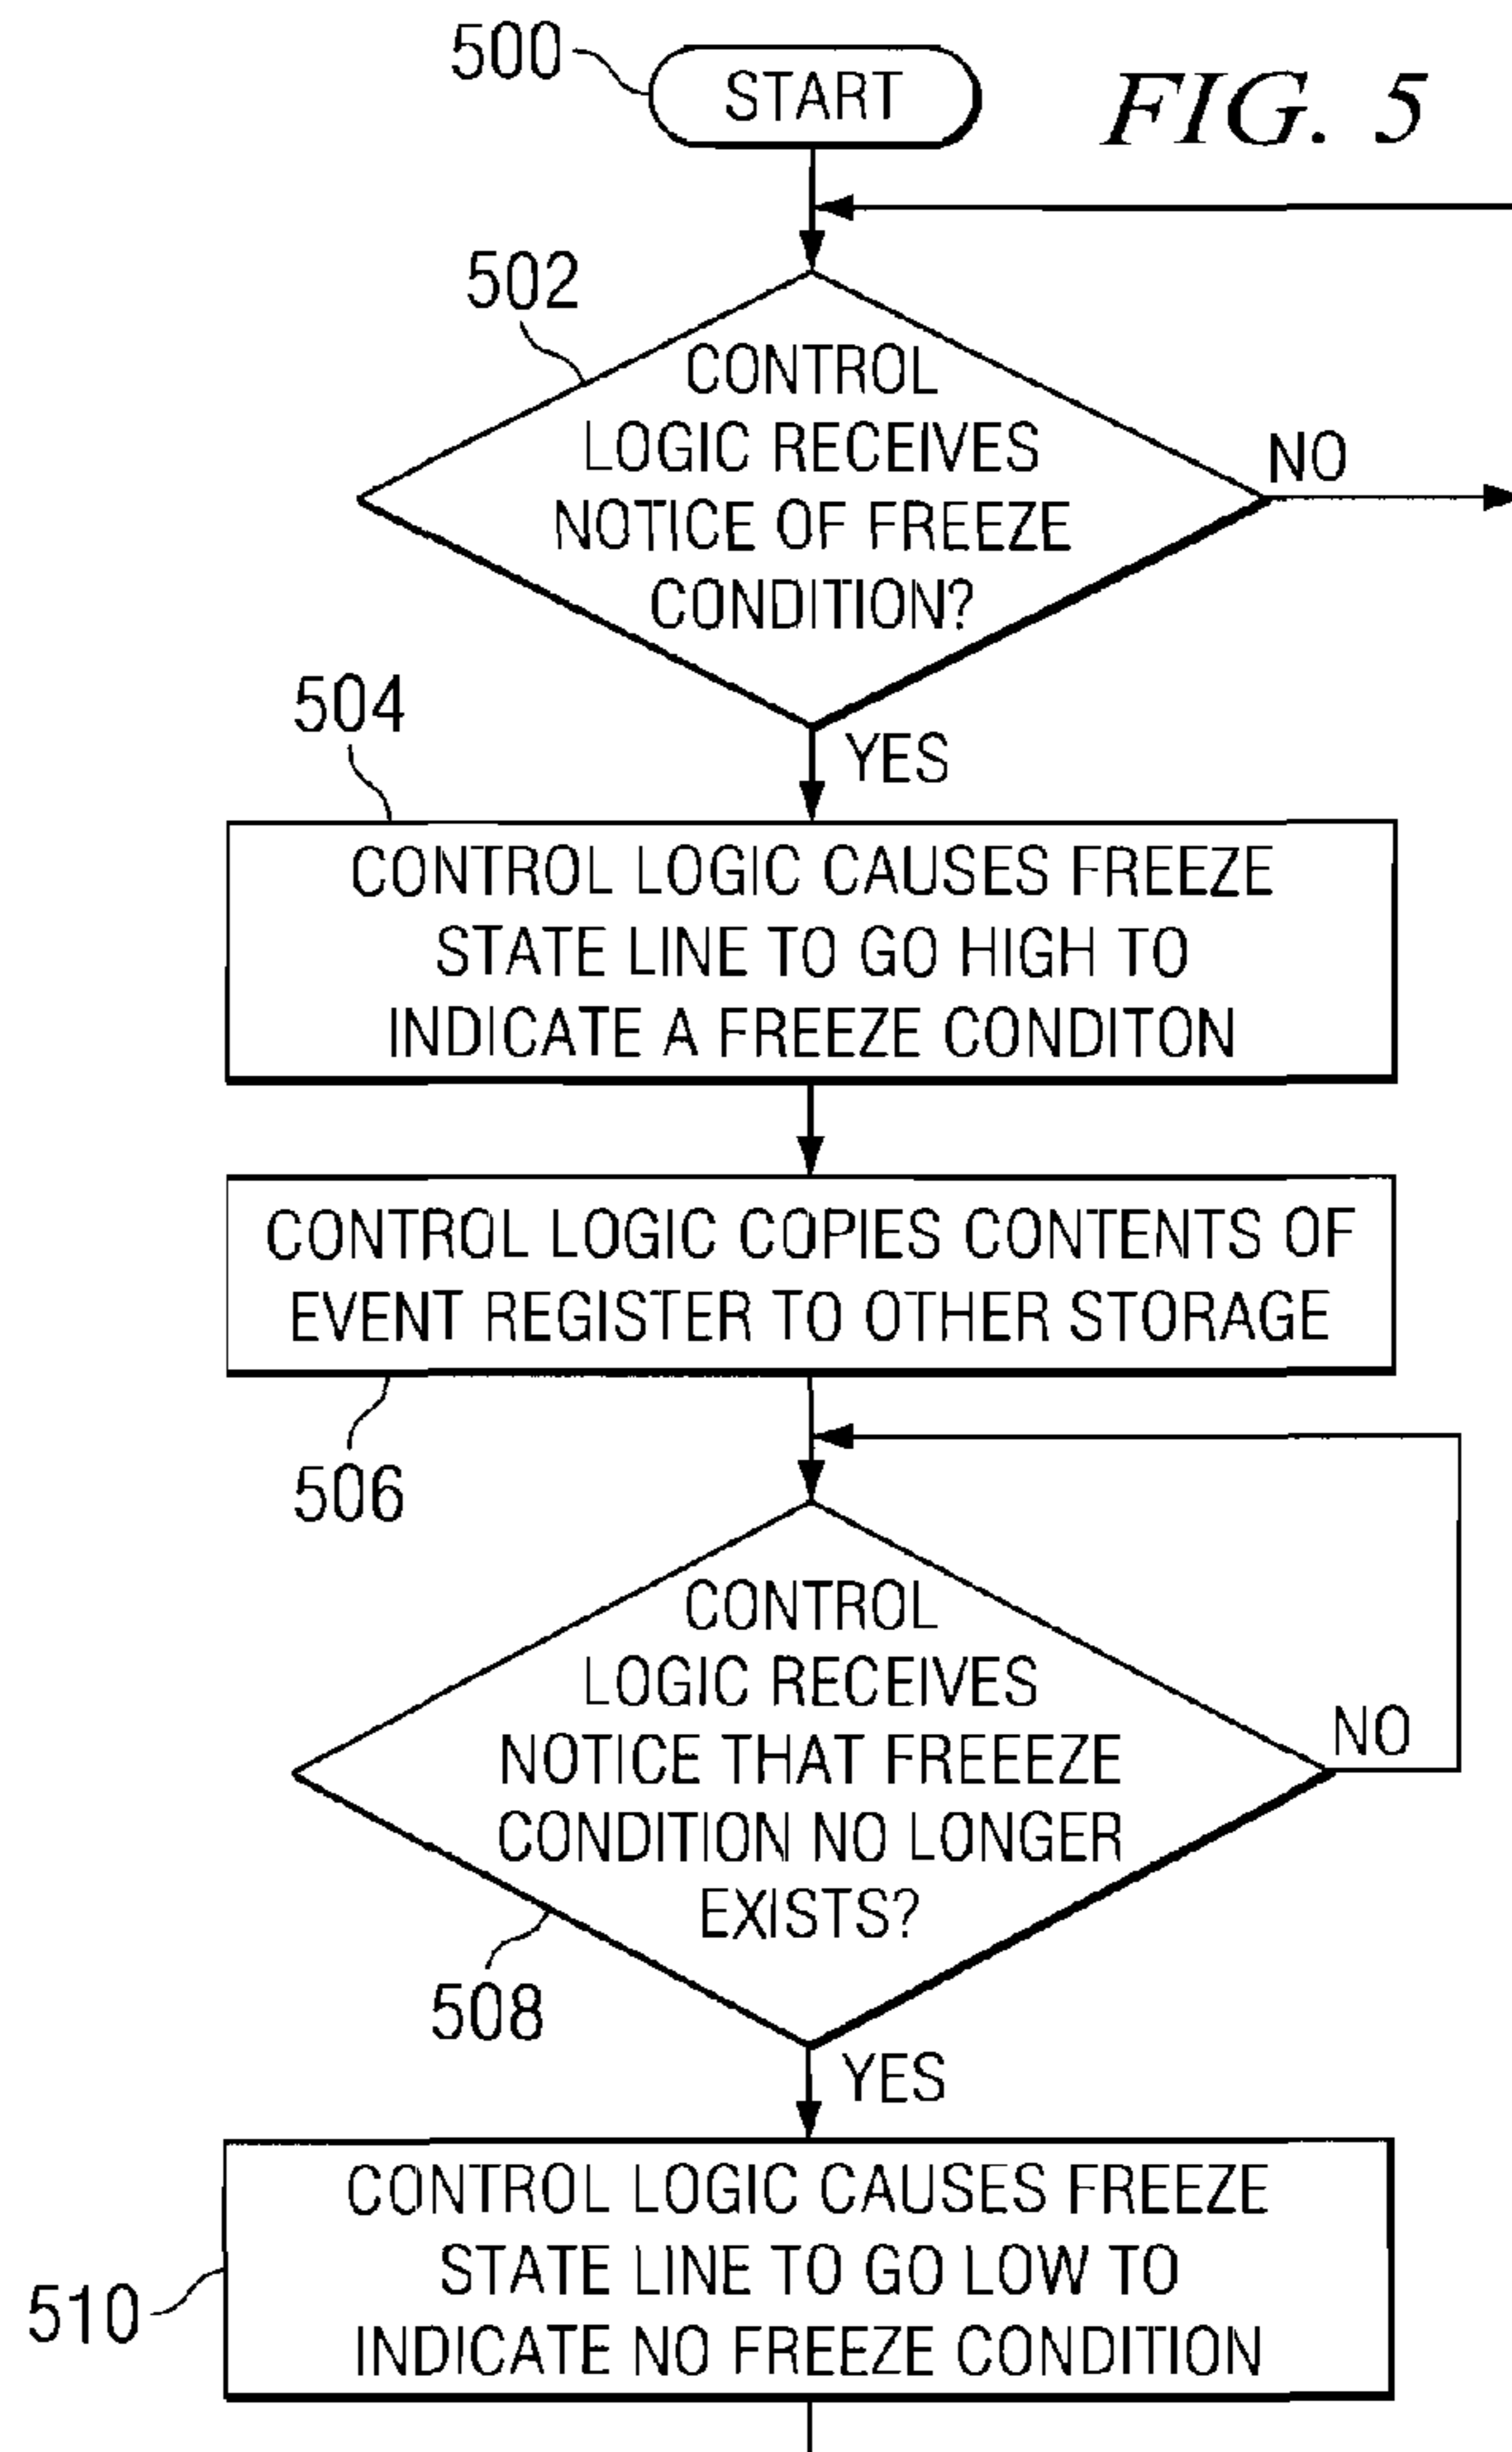 500
START
FIG. 5
502
CONTROL
LOGIC RECEIVES
NOTICE OF FREEZE
CONDITION?
NO
504
YES
CONTROL LOGIC CAUSES FREEZE
STATE LINE TO GO HIGH TO
INDICATE A FREEZE CONDITON
CONTROL LOGIC COPIES CONTENTS OF
EVENT REGISTER TO OTHER STORAGE
506
CONTROL
LOGIC RECEIVES
NOTICE THAT FREEEZE
CONDITION NO LONGER
EXISTS?
NO
508
YES
CONTROL LOGIC CAUSES FREEZE
STATE LINE TO GO LOW TO
INDICATE NO FREEZE CONDITION
510